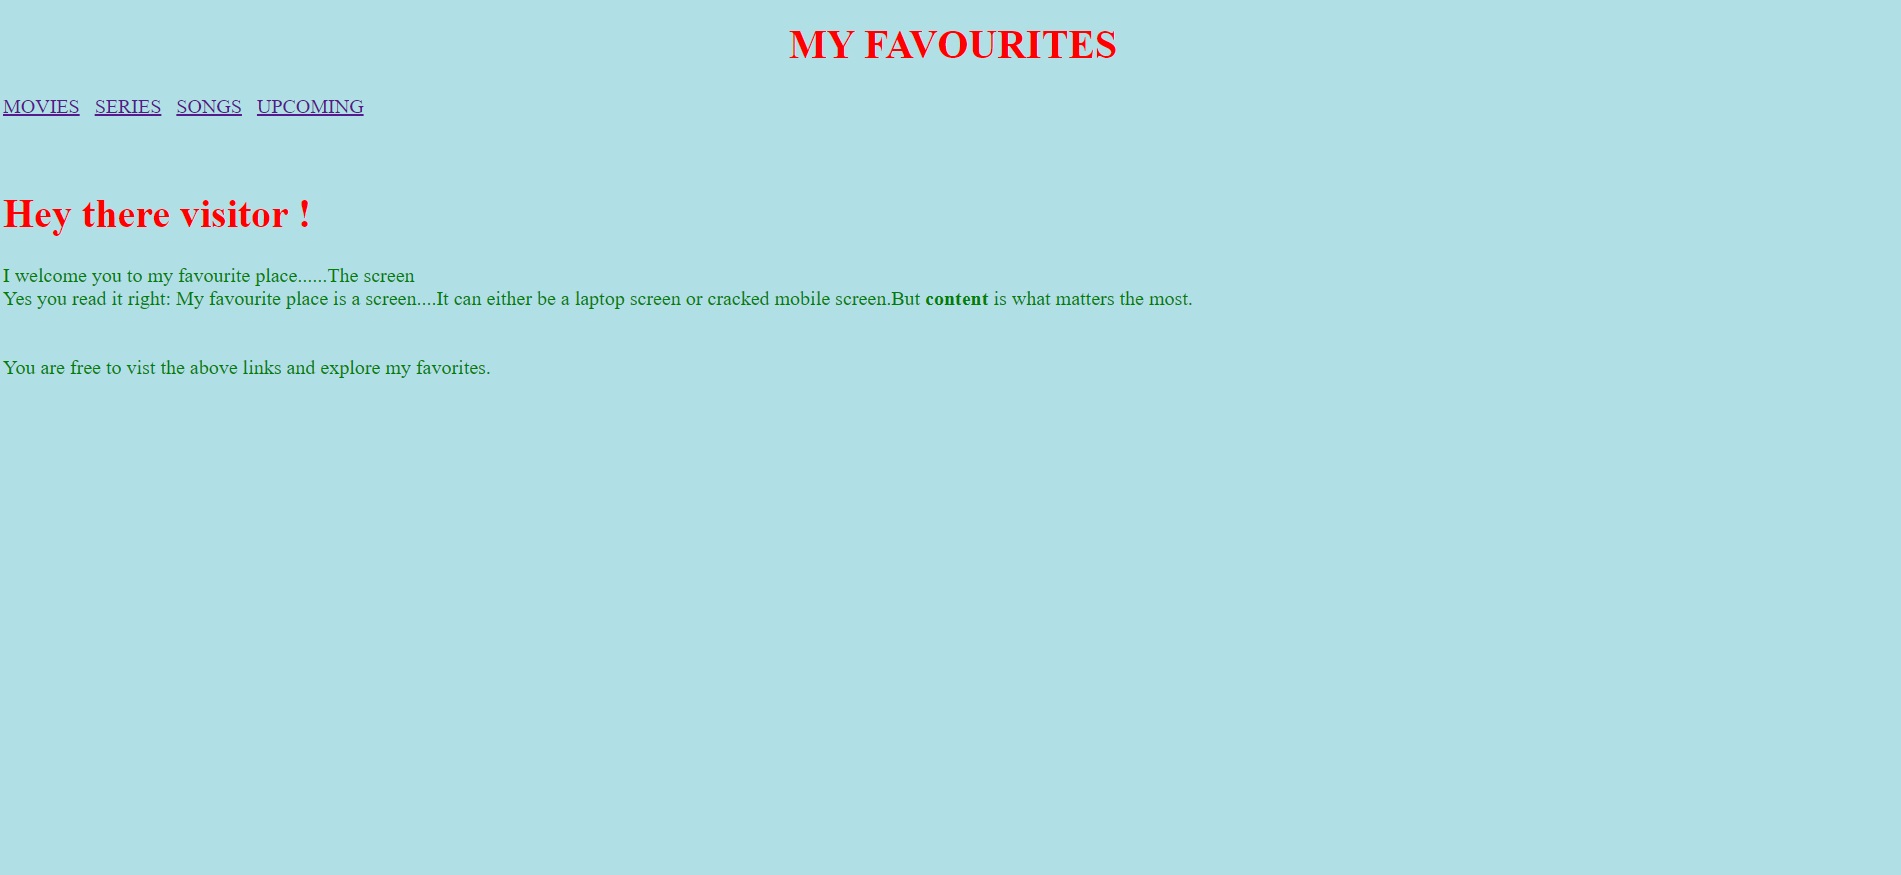 MY FAVOURITES
MOVIES SERIES SONGS UPCOMING
Hey there visitor !
I welcome you to my favourite place......The screen
Yes you read it right: My favourite place is a screen....It can either be a laptop screen or cracked mobile screen.But content is what matters the most.
You are free to vist the above links and explore my favorites.